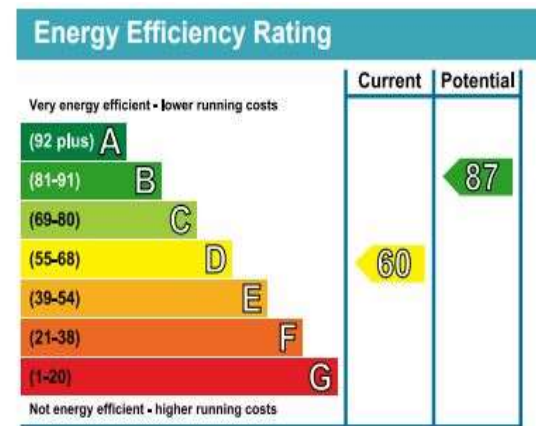 Energy Efficiency Rating
Current Potential
Very energy efficient - lower running costs
(92 plus) A
(81-91) B
87
(69-80) C
(55-68) D
60
(39-54) E
(21-38) F
(1-20) G
Not energy efficient - higher running costs